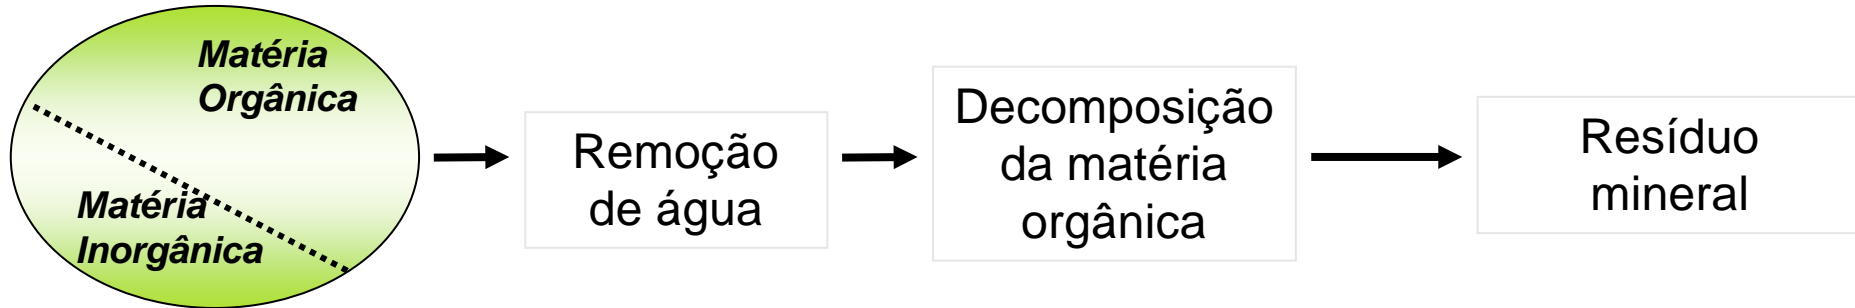 Matéria
Orgânica
Matéria
Inorgânica
Remoção
de água
Decomposição
da matéria
orgânica
Resíduo
mineral